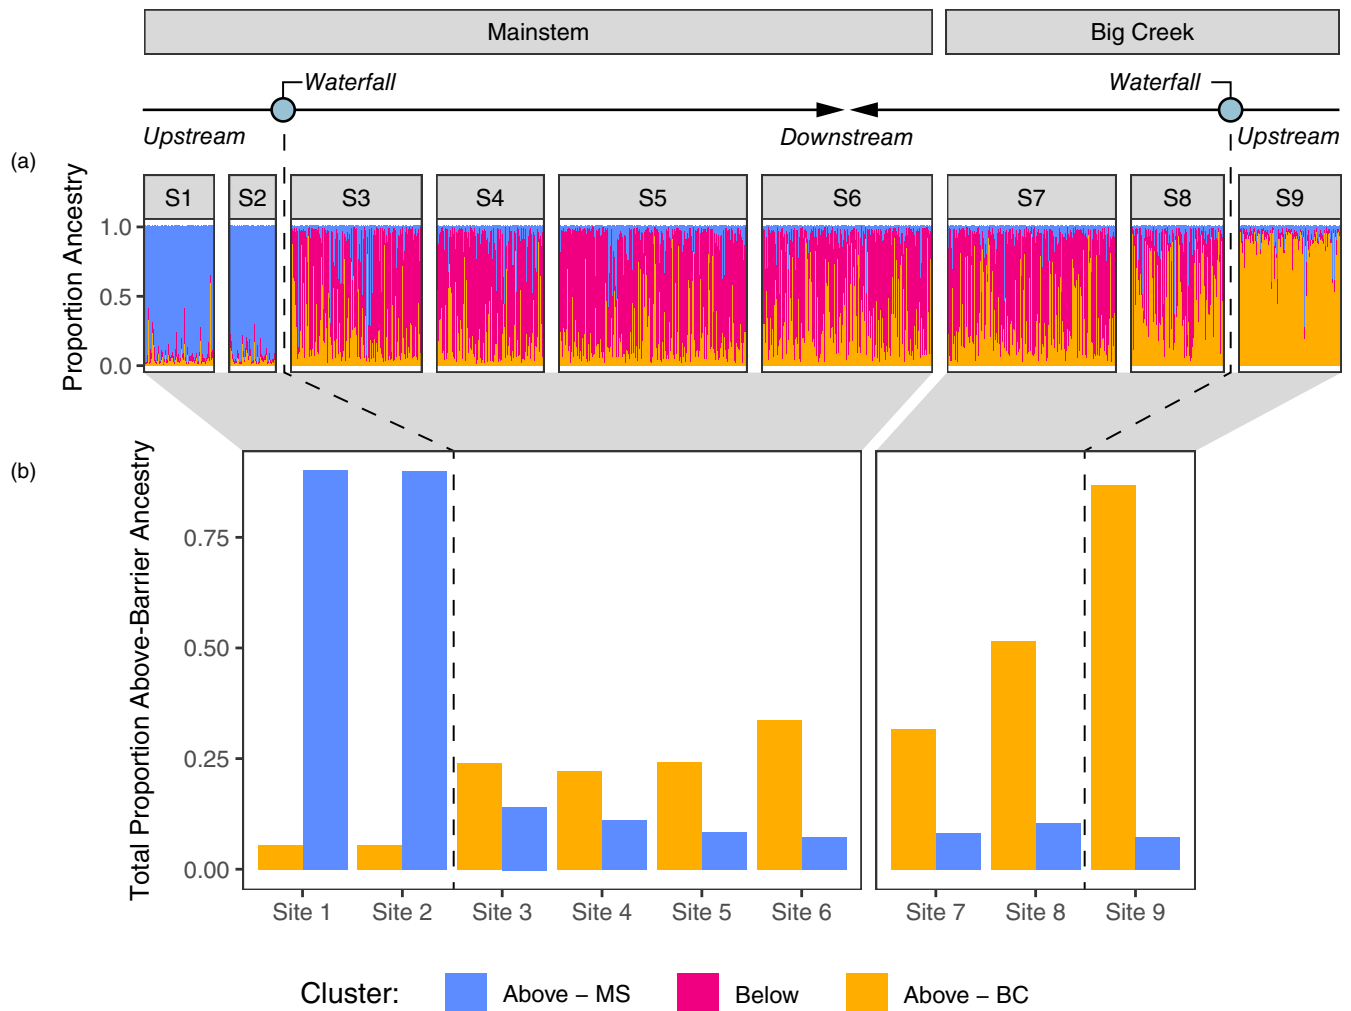 Mainstem
Big Creek
Waterfall
Waterfall
Upstream
Downstream
Upstream
(a)
Proportion Ancestry
S1
S2
S3
S4
S5
S6
S7
S8
S9
1.0
0.5
0.0
(b)
Total Proportion Above-Barrier Ancestry
0.75
0.50
0.25
0.00
Site 1
Site 2
Site 3
Site 4
Site 5
Site 6
Site 7
Site 8
Site 9
Cluster:
Above – MS
Below
Above – BC